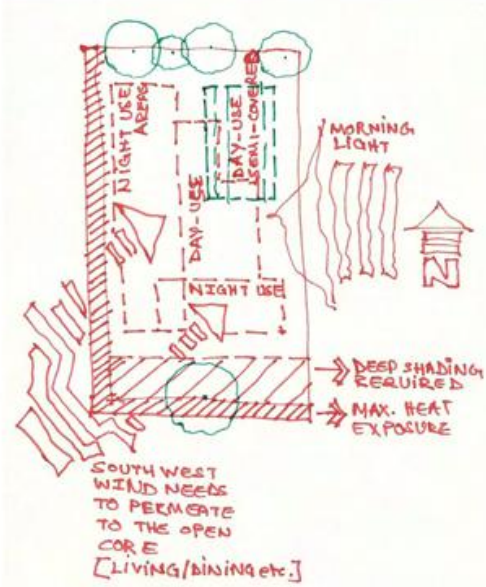 NIGHT USE
AREAS
DAY-USE
SEMI-COVERED
DAY-USE
NIGHT USE
MORNING
LIGHT
N
DEEP SHADING
REQUIRED
MAX. HEAT
EXPOSURE
SOUTH WEST
WIND NEEDS
TO PERMEATE
TO THE OPEN
CORE
[LIVING/DINING etc.]